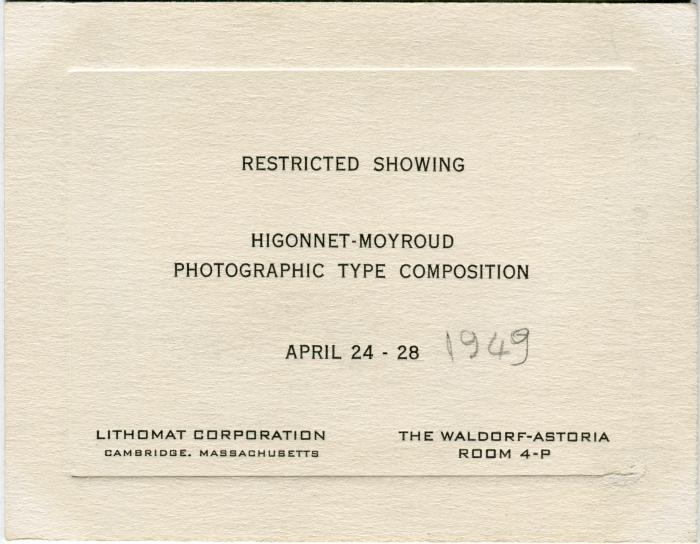 RESTRICTED SHOWING
HIGONNET-MOYROUD
PHOTOGRAPHIC TYPE COMPOSITION
APRIL 24 - 28 1949
LITHOMAT CORPORATION
CAMBRIDGE, MASSACHUSETTS
THE WALDORF-ASTORIA
ROOM 4-P